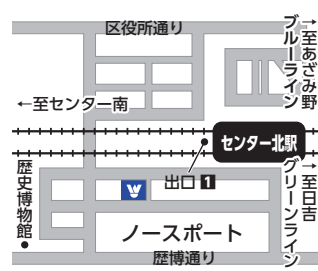 区役所通り
→至あざみ野
ブルーライン
←至センター南
センター北駅
出口 1
→至日吉
グリーンライン
歴史博物館●
ノースポート
歴博通り